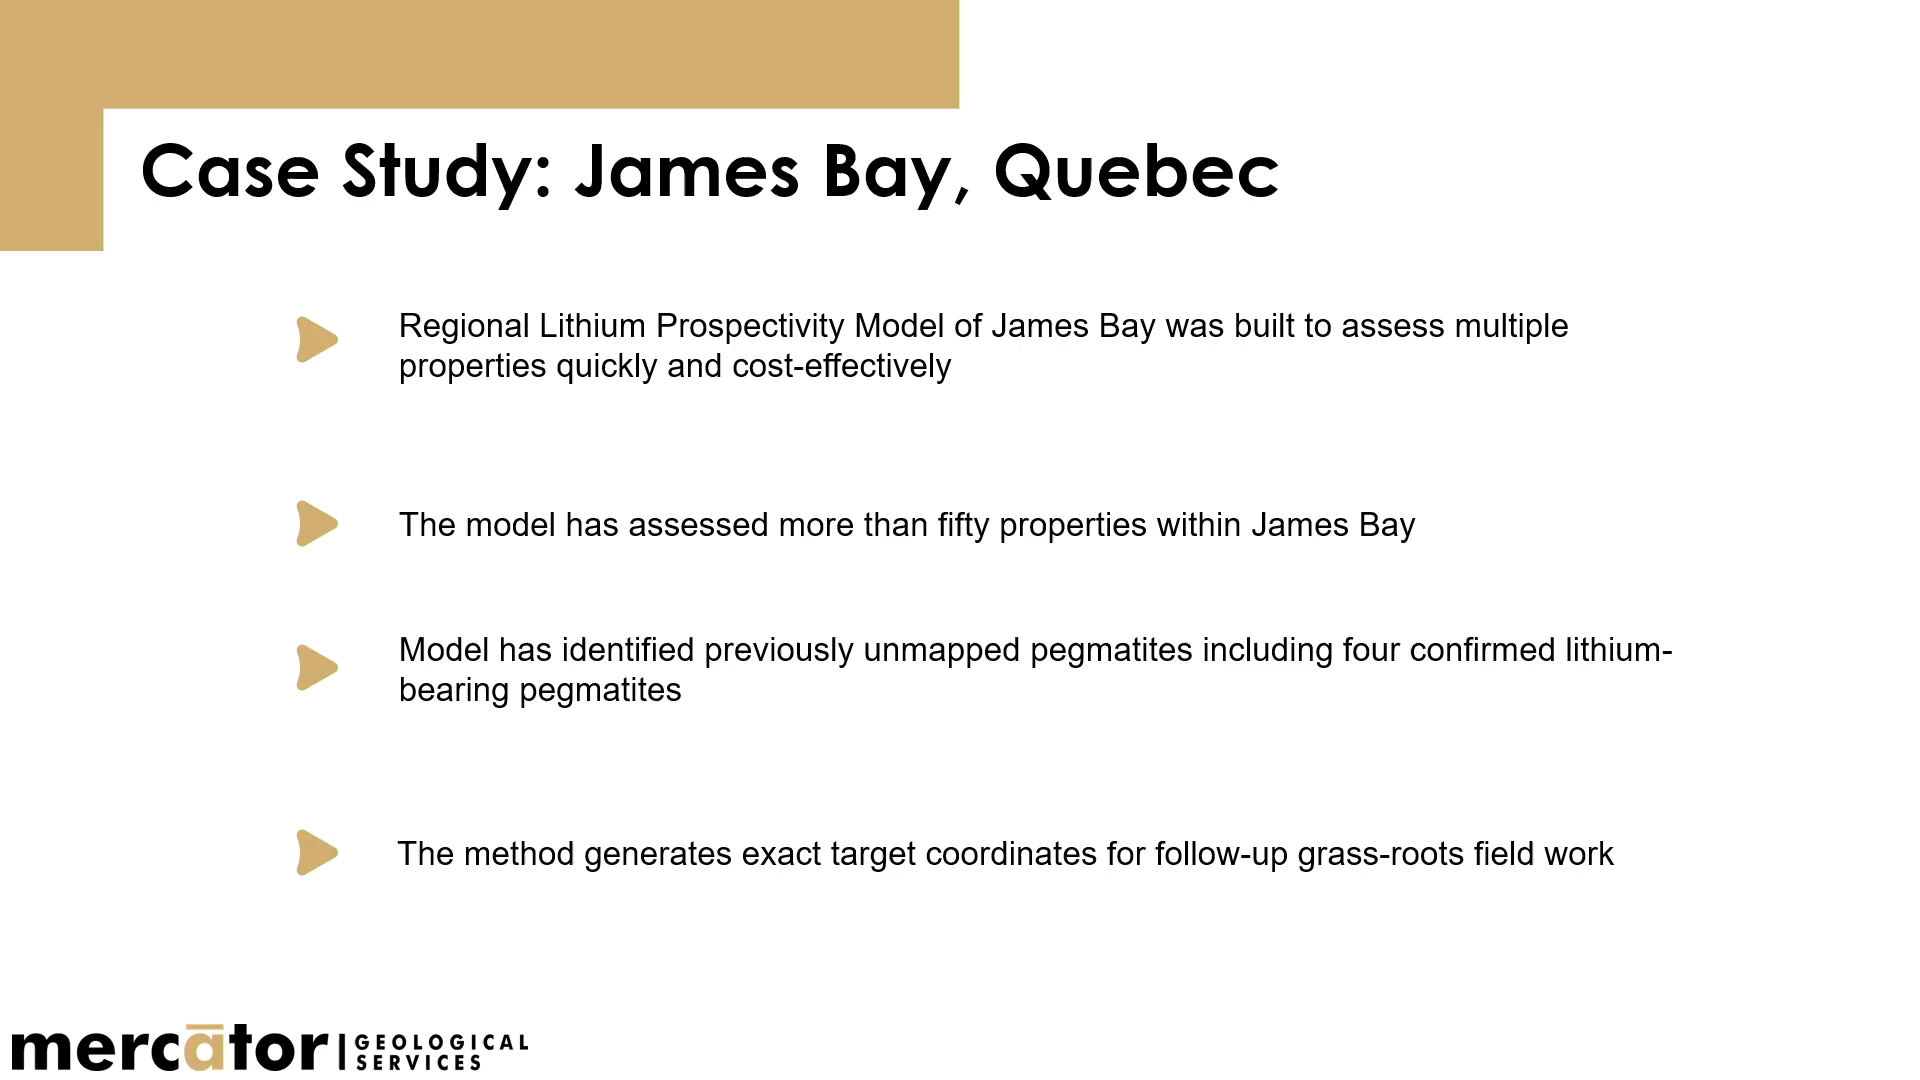 Case Study: James Bay, Quebec
Regional Lithium Prospectivity Model of James Bay was built to assess multiple
properties quickly and cost-effectively
The model has assessed more than fifty properties within James Bay
Model has identified previously unmapped pegmatites including four confirmed lithium-
bearing pegmatites
The method generates exact target coordinates for follow-up grass-roots field work
mercātor | GEOLOGICAL
SERVICES